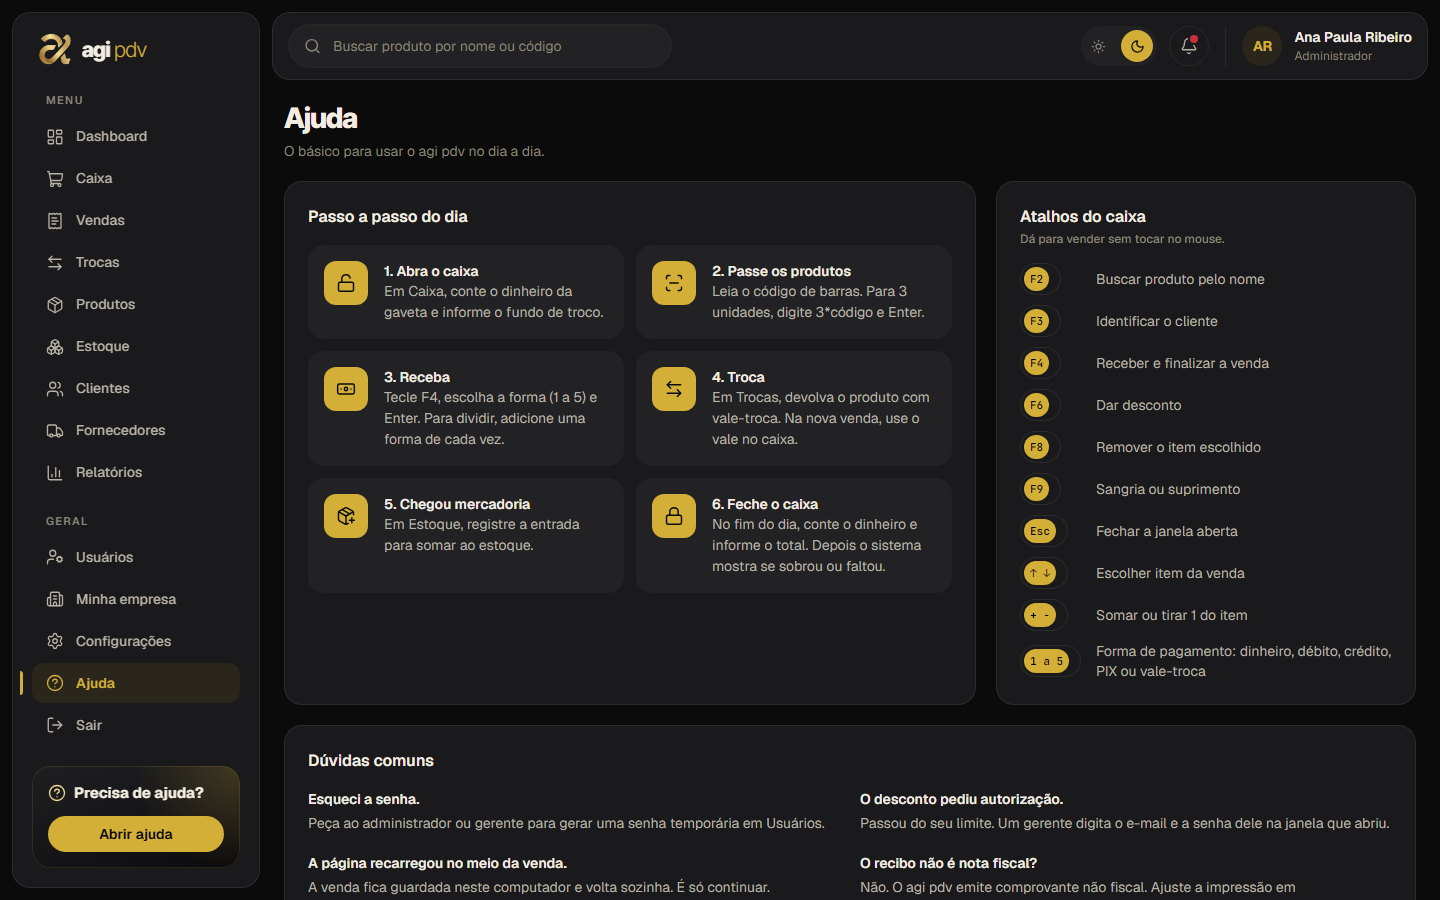 agi pdv
MENU
Dashboard
Caixa
Vendas
Trocas
Produtos
Estoque
Clientes
Fornecedores
Relatórios
GERAL
Usuários
Minha empresa
Configurações
Ajuda
Sair
Precisa de ajuda?
Abrir ajuda
Buscar produto por nome ou código
AR
Ana Paula Ribeiro
Administrador
Ajuda
O básico para usar o agi pdv no dia a dia.
Passo a passo do dia
1. Abra o caixa
Em Caixa, conte o dinheiro da
gaveta e informe o fundo de troco.
2. Passe os produtos
Leia o código de barras. Para 3
unidades, digite 3*código e Enter.
3. Receba
Tecle F4, escolha a forma (1 a 5) e
Enter. Para dividir, adicione uma
forma de cada vez.
4. Troca
Em Trocas, devolva o produto com
vale-troca. Na nova venda, use o
vale no caixa.
5. Chegou mercadoria
Em Estoque, registre a entrada
para somar ao estoque.
6. Feche o caixa
No fim do dia, conte o dinheiro e
informe o total. Depois o sistema
mostra se sobrou ou faltou.
Atalhos do caixa
Dá para vender sem tocar no mouse.
F2 Buscar produto pelo nome
F3 Identificar o cliente
F4 Receber e finalizar a venda
F6 Dar desconto
F8 Remover o item escolhido
F9 Sangria ou suprimento
Esc Fechar a janela aberta
↑ ↓ Escolher item da venda
+ - Somar ou tirar 1 do item
1 a 5 Forma de pagamento: dinheiro, débito, crédito,
PIX ou vale-troca
Dúvidas comuns
Esqueci a senha.
Peça ao administrador ou gerente para gerar uma senha temporária em Usuários.
O desconto pediu autorização.
Passou do seu limite. Um gerente digita o e-mail e a senha dele na janela que abriu.
A página recarregou no meio da venda.
A venda fica guardada neste computador e volta sozinha. É só continuar.
O recibo não é nota fiscal?
Não. O agi pdv emite comprovante não fiscal. Ajuste a impressão em